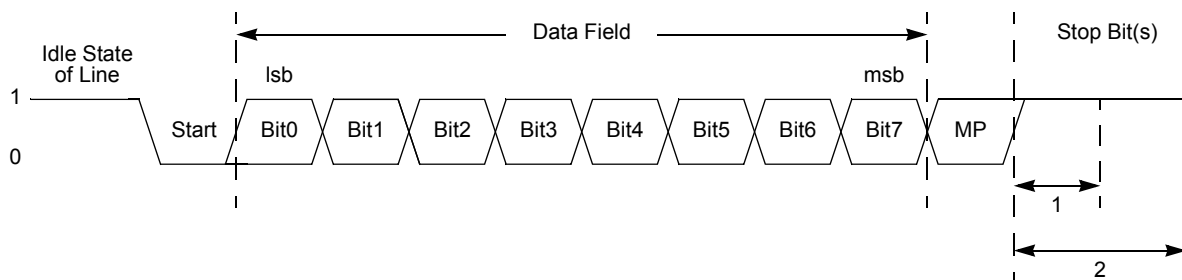 Data Field
Stop Bit(s)
Idle State
of Line
lsb
msb
1
Start
Bit0
Bit1
Bit2
Bit3
Bit4
Bit5
Bit6
Bit7
MP
0
1
2